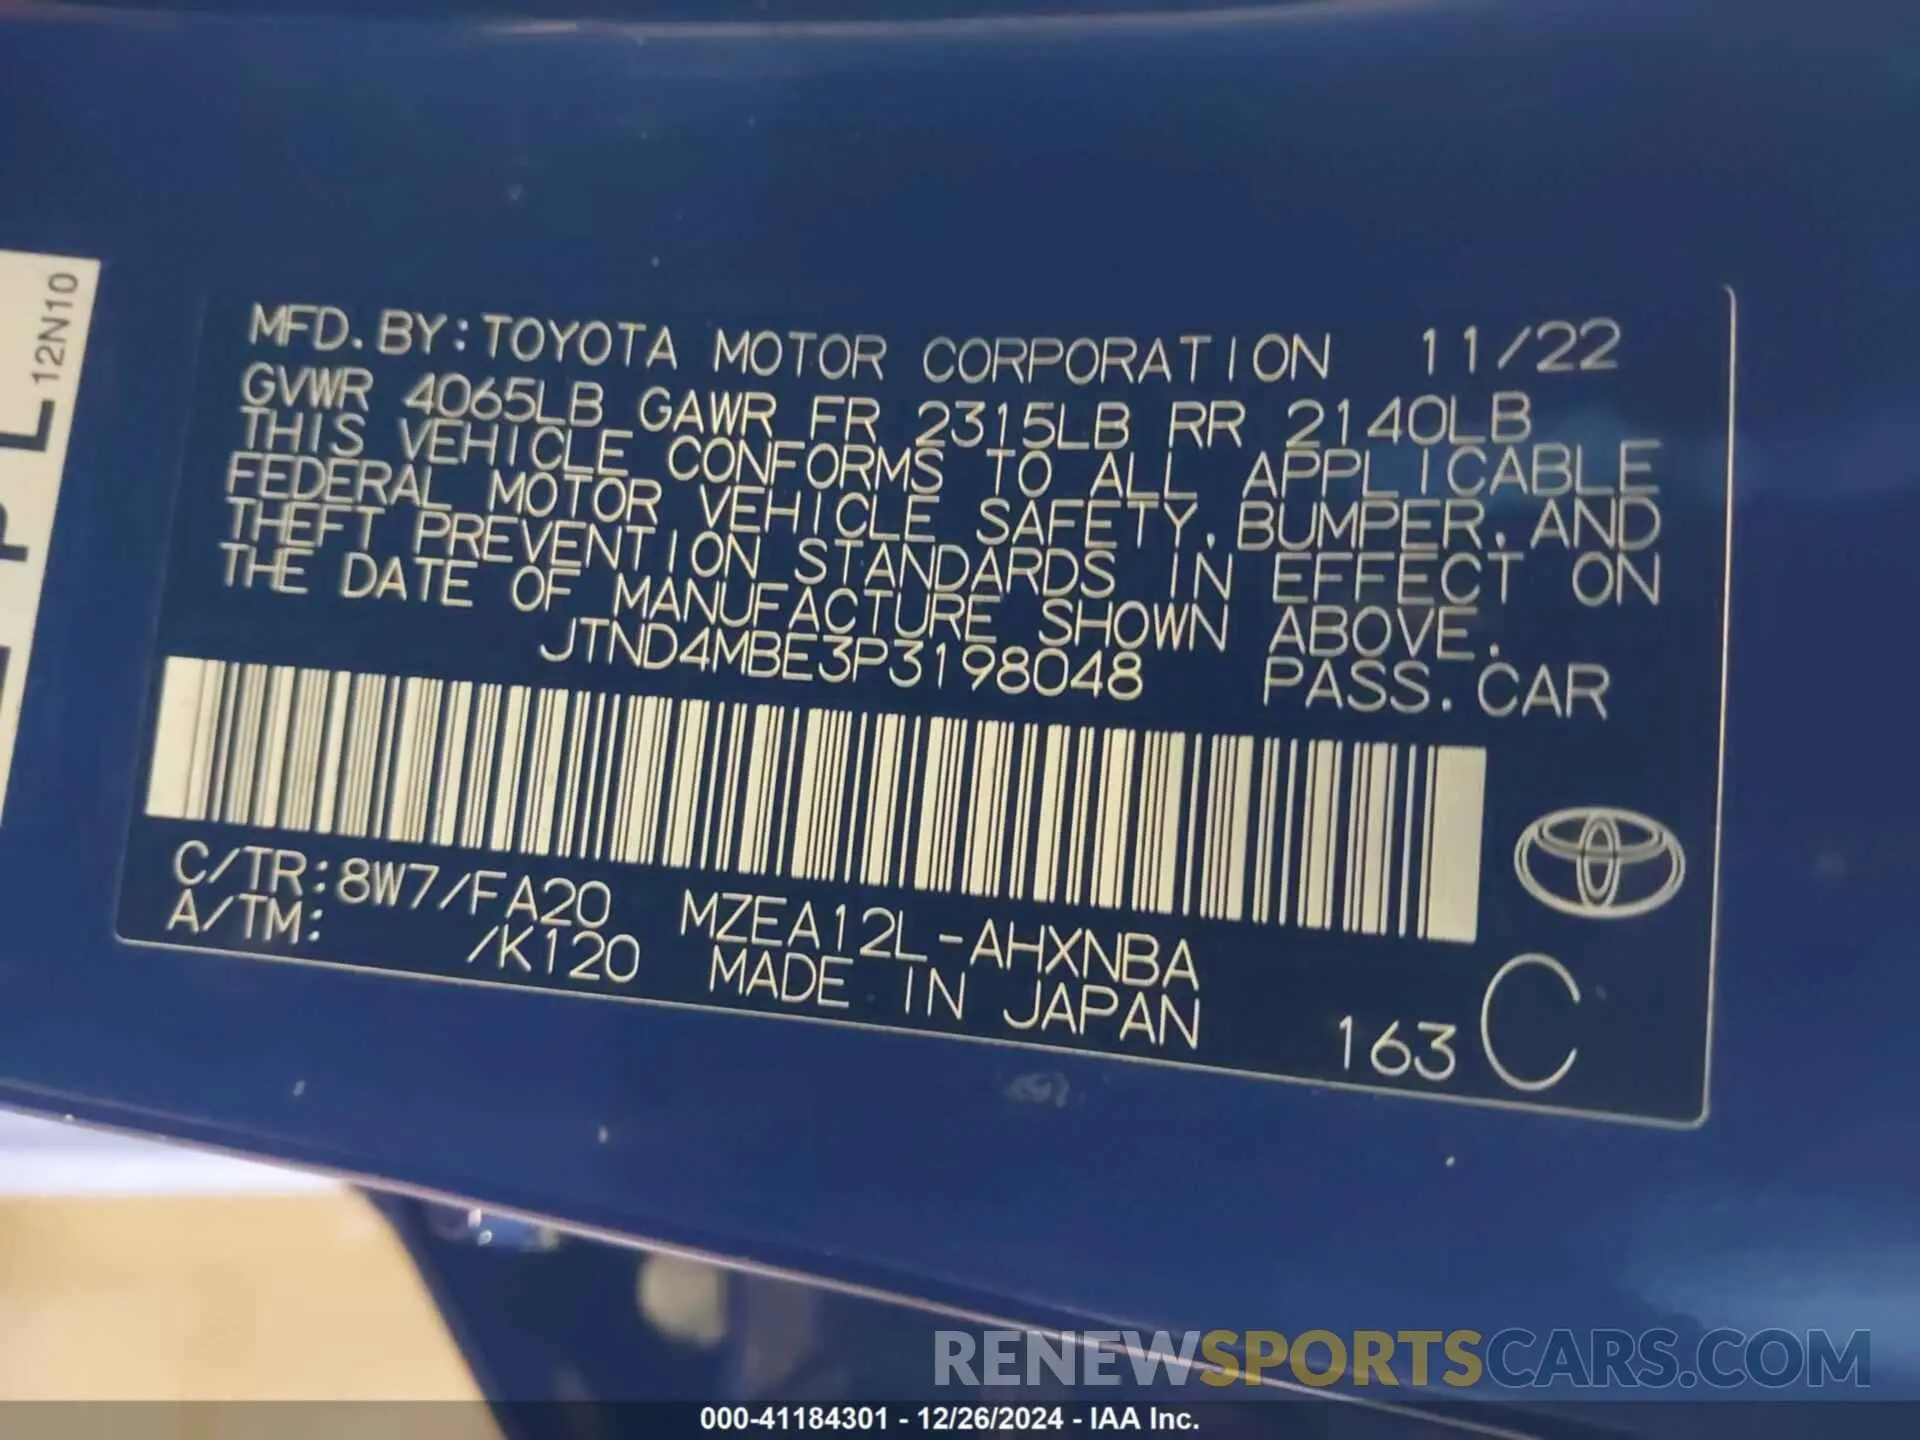 MFD. BY: TOYOTA MOTOR CORPORATION 11/22
GVWR 4065LB GAWR FR 2315LB RR 2140LB
THIS VEHICLE CONFORMS TO ALL APPLICABLE
FEDERAL MOTOR VEHICLE SAFETY, BUMPER, AND
THEFT PREVENTION STANDARDS IN EFFECT ON
THE DATE OF MANUFACTURE SHOWN ABOVE.
JTND4MBE3P3198048 PASS. CAR
C/TR: 8W7/FA20 MZEA12L-AHXNBA
A/TM: /K120 MADE IN JAPAN
163 C
12N10
RENEWSPORTSCARS.COM
000-41184301 - 12/26/2024 - IAA Inc.